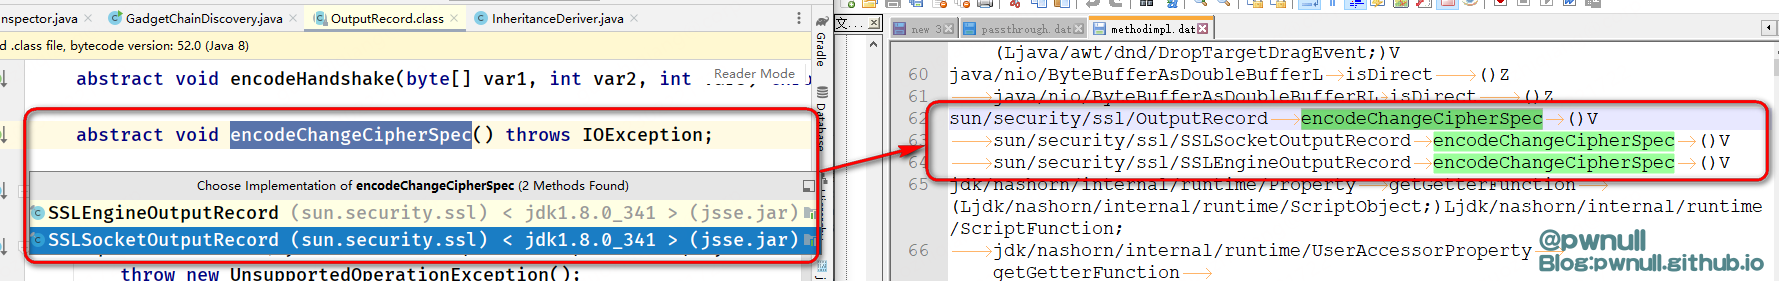 nspector.java
GadgetChainDiscovery.java
OutputRecord.class
InheritanceDeriver.java
d .class file, bytecode version: 52.0 (Java 8)
abstract void encodeHandshake(byte[] var1, int var2, int
Reader Mode
abstract void encodeChangeCipherSpec() throws IOException;
Choose Implementation of encodeChangeCipherSpec (2 Methods Found)
SSLEngineOutputRecord (sun.security.ssl) < jdk1.8.0_341 > (jsse.jar)
SSLSocketOutputRecord (sun.security.ssl) < jdk1.8.0_341 > (jsse.jar)
throw new UnsupportedOperationException();
Gradle
Database
文...
new 3
passthrough.dat
methodimpl.dat
(Ljava/awt/dnd/DropTargetDragEvent;)V
60 java/nio/ByteBufferAsDoubleBufferL isDirect ()Z
61 java/nio/ByteBufferAsDoubleBufferRL isDirect ()Z
62 sun/security/ssl/OutputRecord encodeChangeCipherSpec ()V
63 sun/security/ssl/SSLSocketOutputRecord encodeChangeCipherSpec ()V
64 sun/security/ssl/SSLEngineOutputRecord encodeChangeCipherSpec ()V
65 jdk/nashorn/internal/runtime/Property getGetterFunction
(Ljdk/nashorn/internal/runtime/ScriptObject;)Ljdk/nashorn/internal/runtime
/ScriptFunction;
66 jdk/nashorn/internal/runtime/UserAccessorProperty
getGetterFunction
@pwnull
Blog:pwnull.github.io